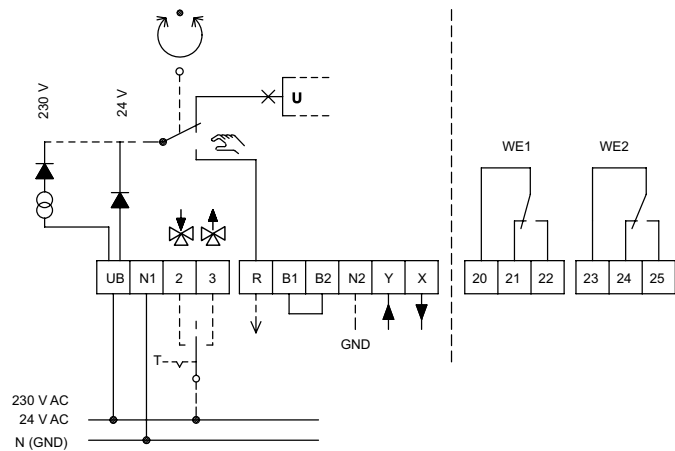 230 V
24 V
U
WE1
WE2
UB N1 2 3
R B1 B2 N2 Y X
20 21 22
23 24 25
GND
T
230 V AC
24 V AC
N (GND)